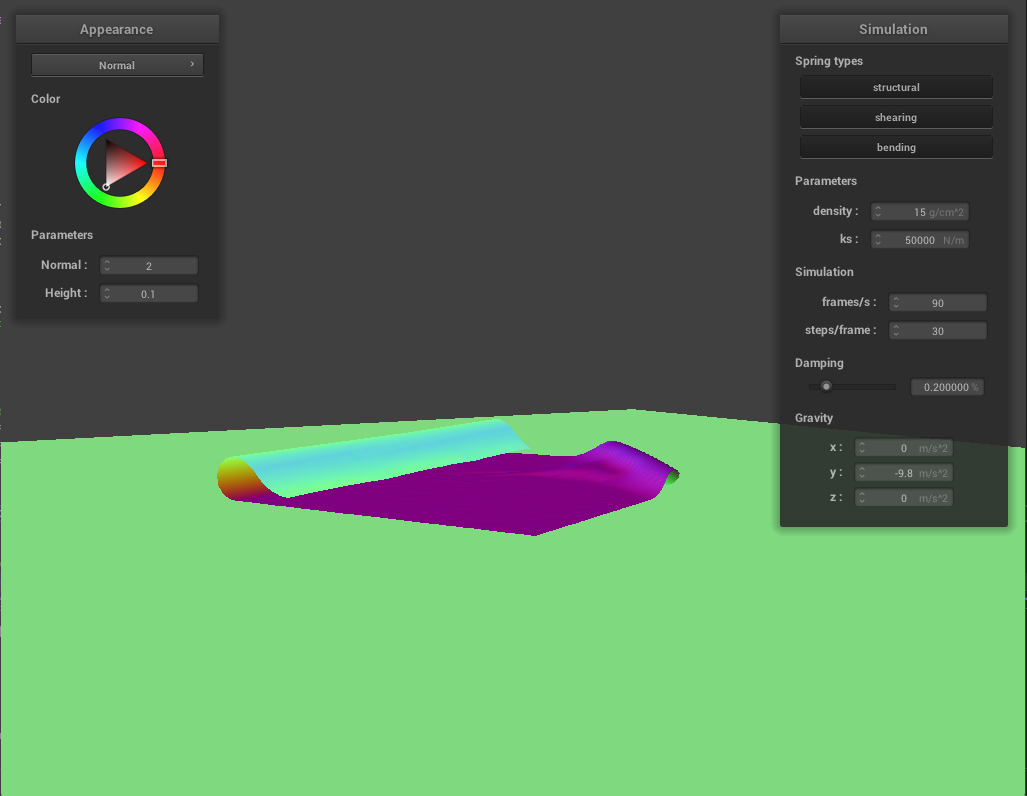 Appearance
Normal
Color
Parameters
Normal : 2
Height : 0.1
Simulation
Spring types
structural
shearing
bending
Parameters
density : 15 g/cm^2
ks : 50000 N/m
Simulation
frames/s : 90
steps/frame : 30
Damping
0.200000 %
Gravity
x : 0 m/s^2
y : -9.8 m/s^2
z : 0 m/s^2